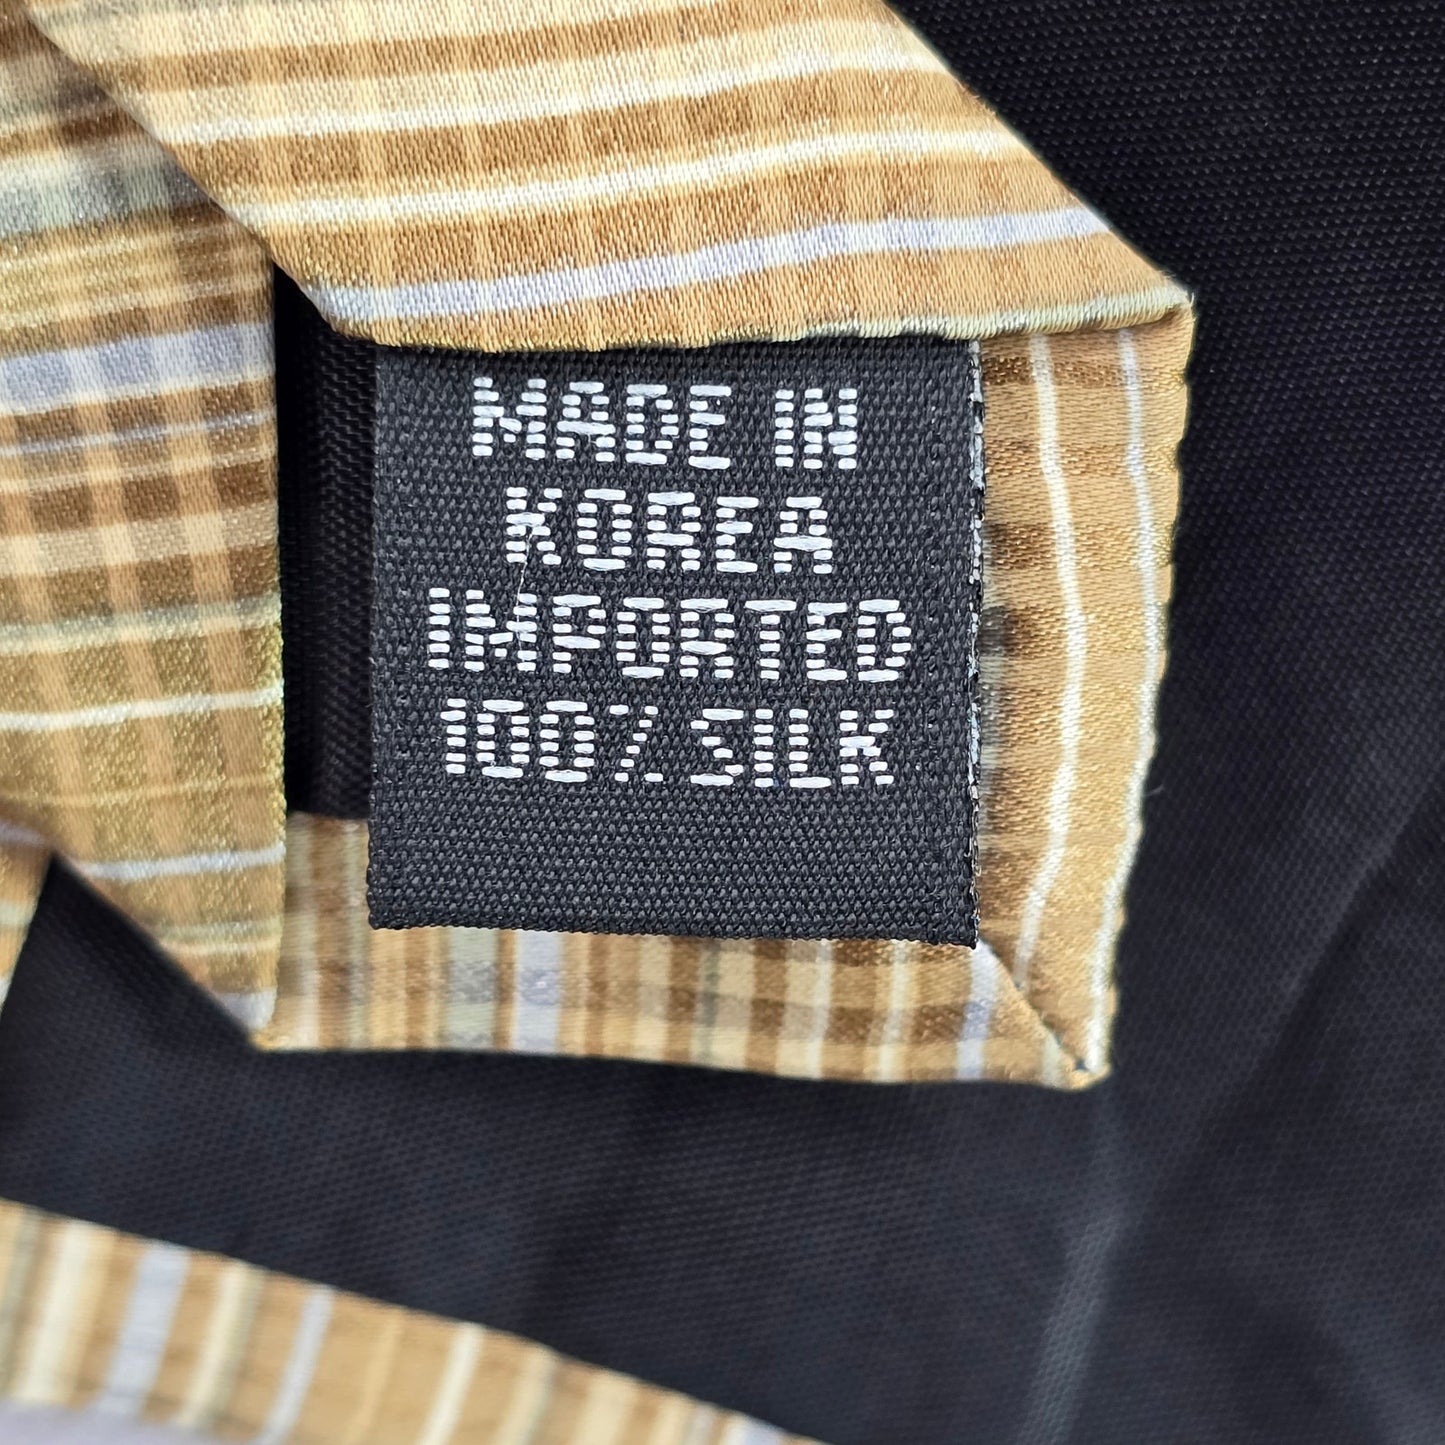 MADE IN
KOREA
IMPORTED
100% SILK